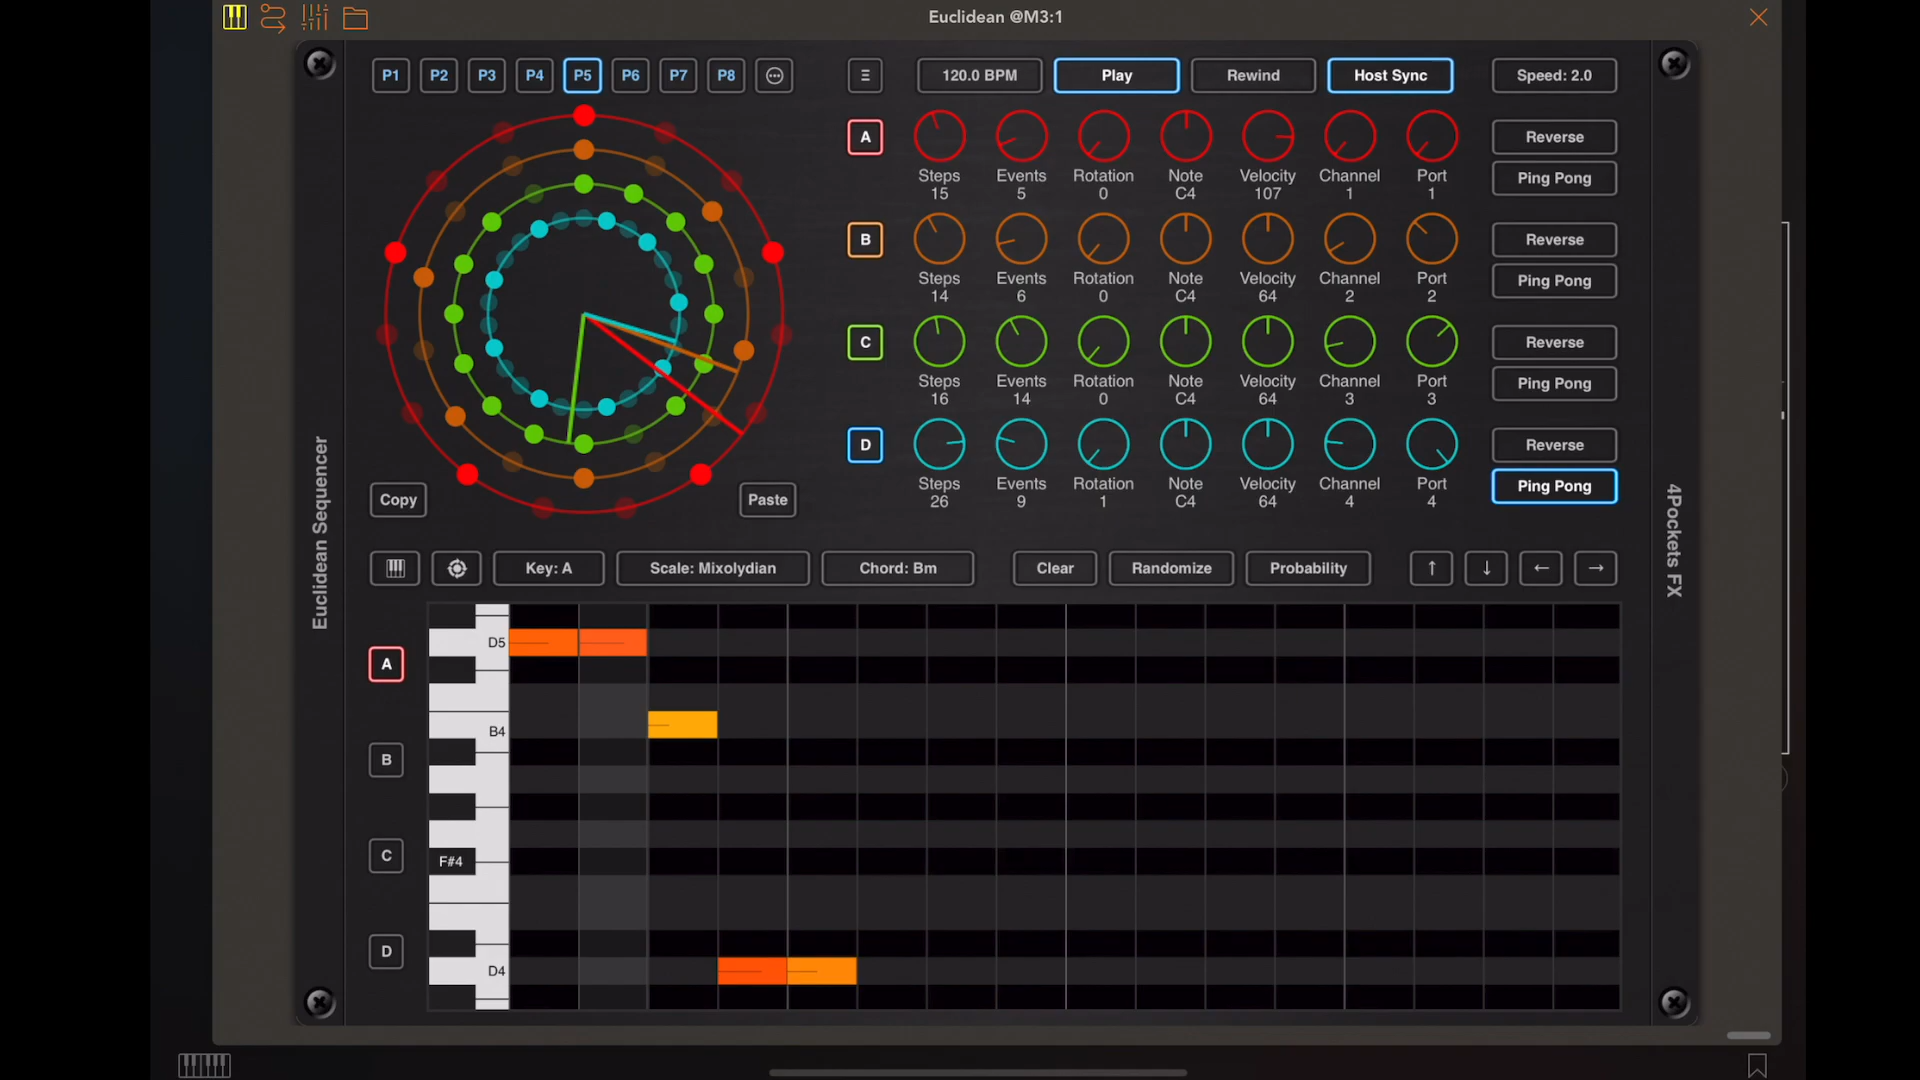 Euclidean @M3:1
P1 P2 P3 P4 P5 P6 P7 P8
120.0 BPM Play Rewind Host Sync Speed: 2.0
A
Steps Events Rotation Note Velocity Channel Port
15 5 0 C4 107 1 1
Reverse
Ping Pong
B
Steps Events Rotation Note Velocity Channel Port
14 6 0 C4 64 2 2
Reverse
Ping Pong
C
Steps Events Rotation Note Velocity Channel Port
16 14 0 C4 64 3 3
Reverse
Ping Pong
D
Steps Events Rotation Note Velocity Channel Port
26 9 1 C4 64 4 4
Reverse
Ping Pong
Copy Paste
Euclidean Sequencer
4Pockets FX
Key: A Scale: Mixolydian Chord: Bm Clear Randomize Probability ↑ ↓ ← →
A
B
C
D
D5
B4
F#4
D4